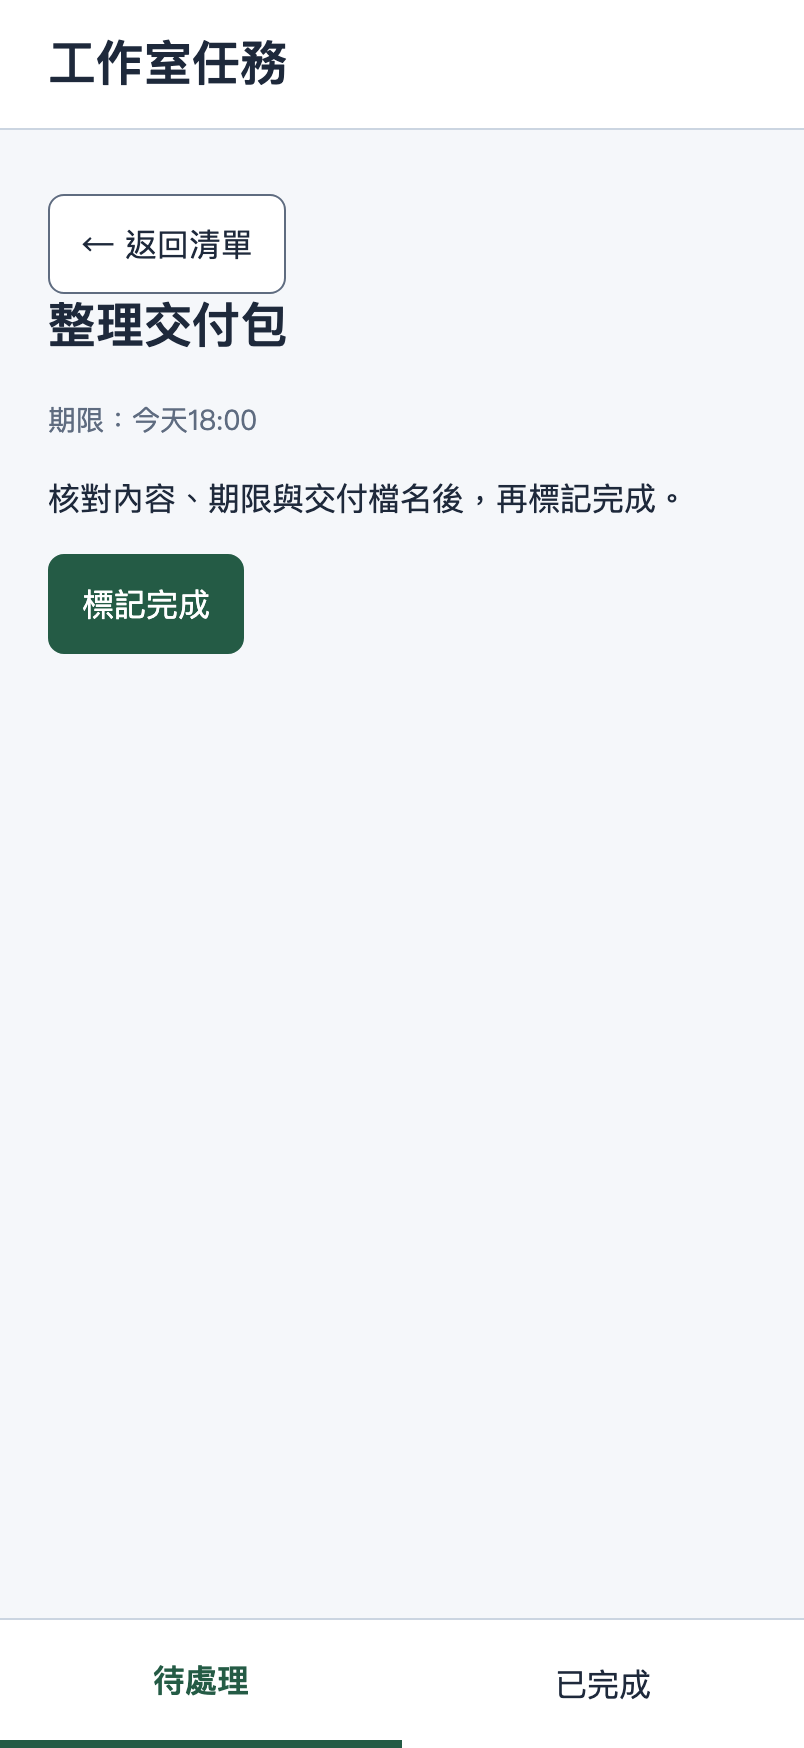 工作室任務
← 返回清單
整理交付包
期限：今天18:00
核對內容、期限與交付檔名後，再標記完成。
標記完成
待處理
已完成